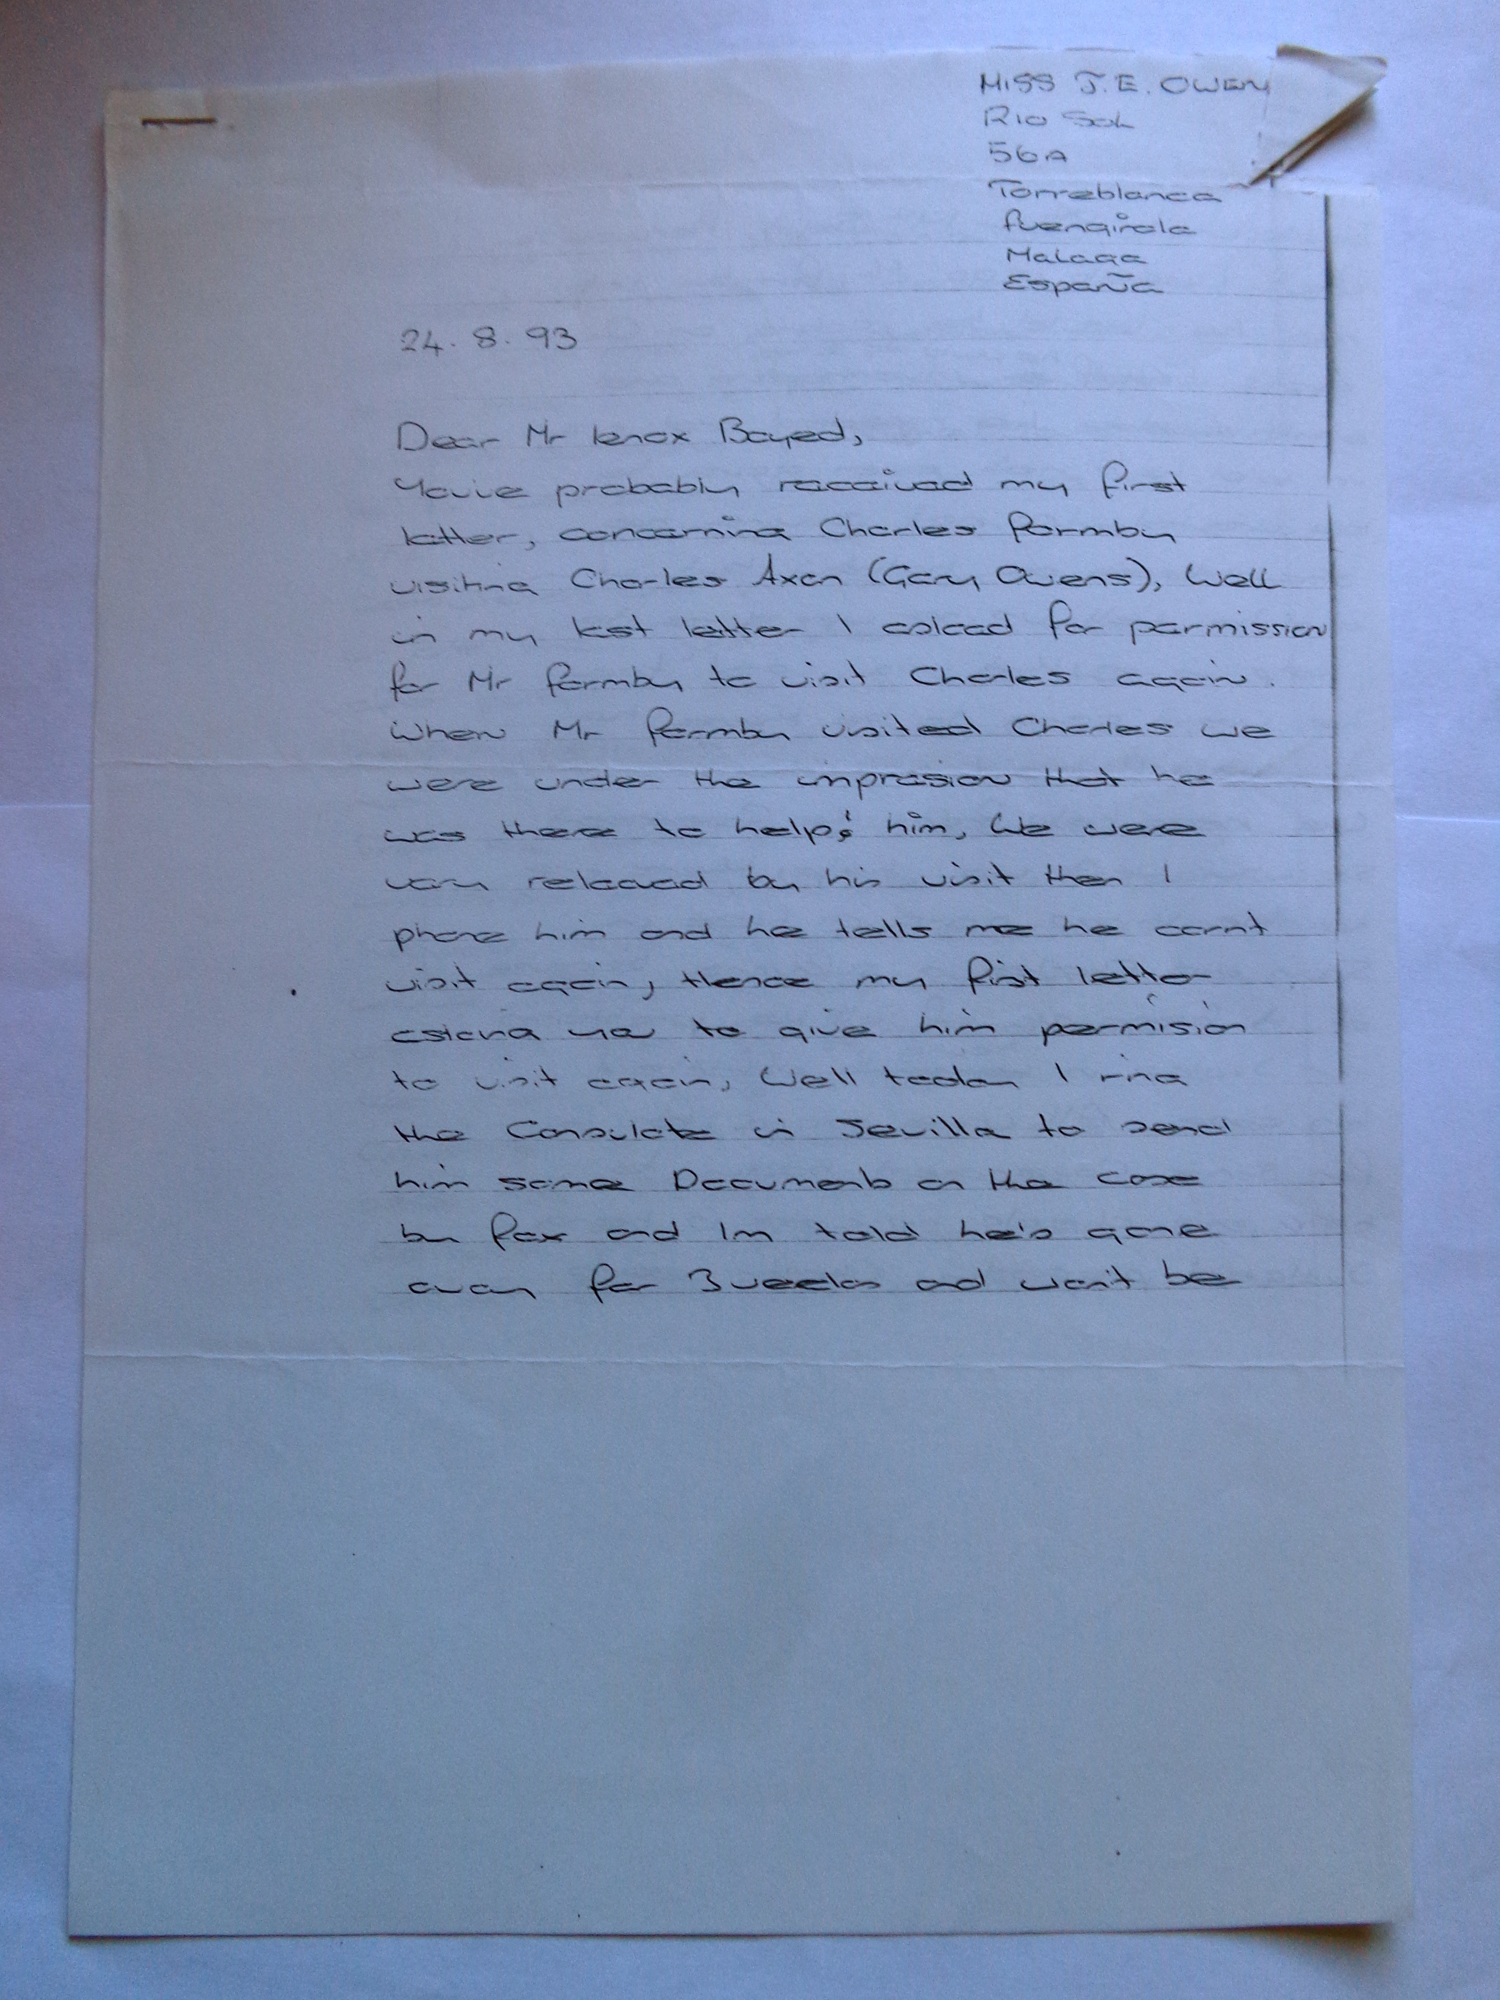 MISS J.E. OWEN
Rio Sol
56A
Torreblanca
Fuengirola
Malaga
España
24.8.93
Dear Mr Knox Boyed,
You've probably received my first
letter, concerning Charles Formby
visiting Charles Axon (Gary Owens), Well
in my last letter I asked for permission
for Mr Formby to visit Charles again.
When Mr Formby visited Charles we
were under the imprasion that he
was there to help him, We were
very releaved by his visit then I
phone him and he tells me he carnt
visit again, Hence my first letter
asking you to give him permision
to visit again, Well today I ring
the Consulate in Sevilla to send
him some Documents on the case
by fax and Im told he's gone
away for 3 weeks and won't be